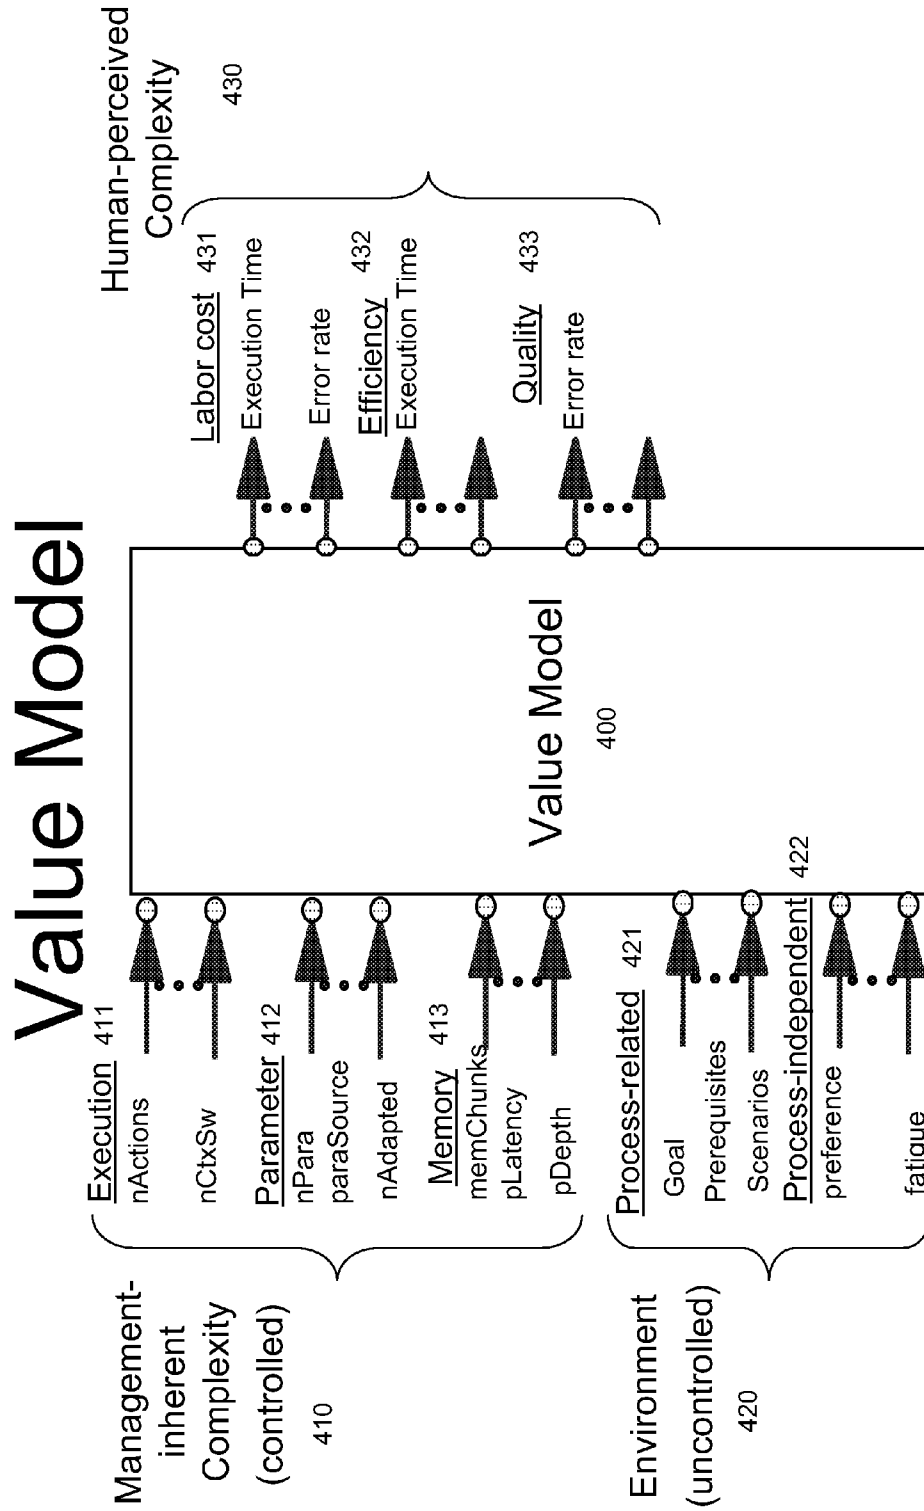 Value Model
Management-
inherent
Complexity
(controlled)
410
Execution 411
nActions
nCtxSw
Parameter 412
nPara
paraSource
nAdapted
Memory 413
memChunks
pLatency
pDepth
Environment
(uncontrolled)
420
Process-related 421
Goal
Prerequisites
Scenarios
Process-independent 422
preference
fatigue
Value Model
400
Labor cost 431
Execution Time
Error rate
Efficiency 432
Execution Time
Quality 433
Error rate
Human-perceived
Complexity
430